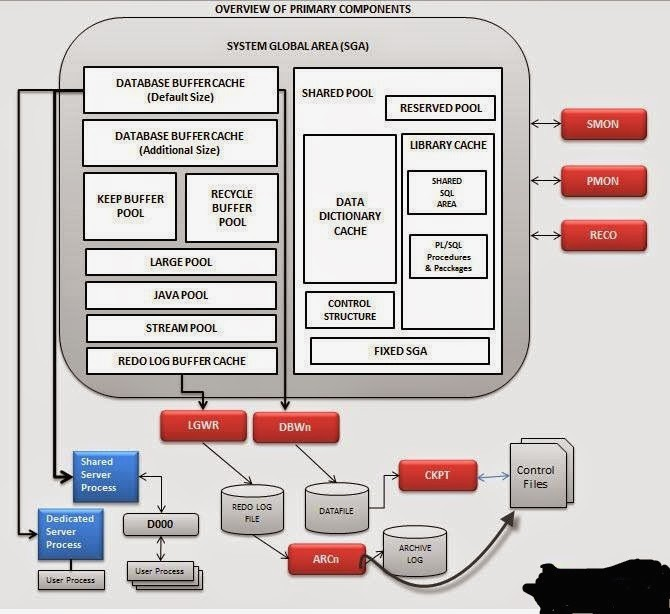 OVERVIEW OF PRIMARY COMPONENTS
SYSTEM GLOBAL AREA (SGA)
DATABASE BUFFER CACHE
(Default Size)
DATABASE BUFFER CACHE
(Additional Size)
KEEP BUFFER
POOL
RECYCLE
BUFFER
POOL
LARGE POOL
JAVA POOL
STREAM POOL
REDO LOG BUFFER CACHE
SHARED POOL
RESERVED POOL
LIBRARY CACHE
SHARED
SQL
AREA
PL/SQL
Procedures
& Pacckages
DATA
DICTIONARY
CACHE
CONTROL
STRUCTURE
FIXED SGA
SMON
PMON
RECO
LGWR
DBWn
CKPT
Control
Files
Shared
Server
Process
Dedicated
Server
Process
D000
User Process
User Process
REDO LOG
FILE
DATAFILE
ARCn
ARCHIVE
LOG